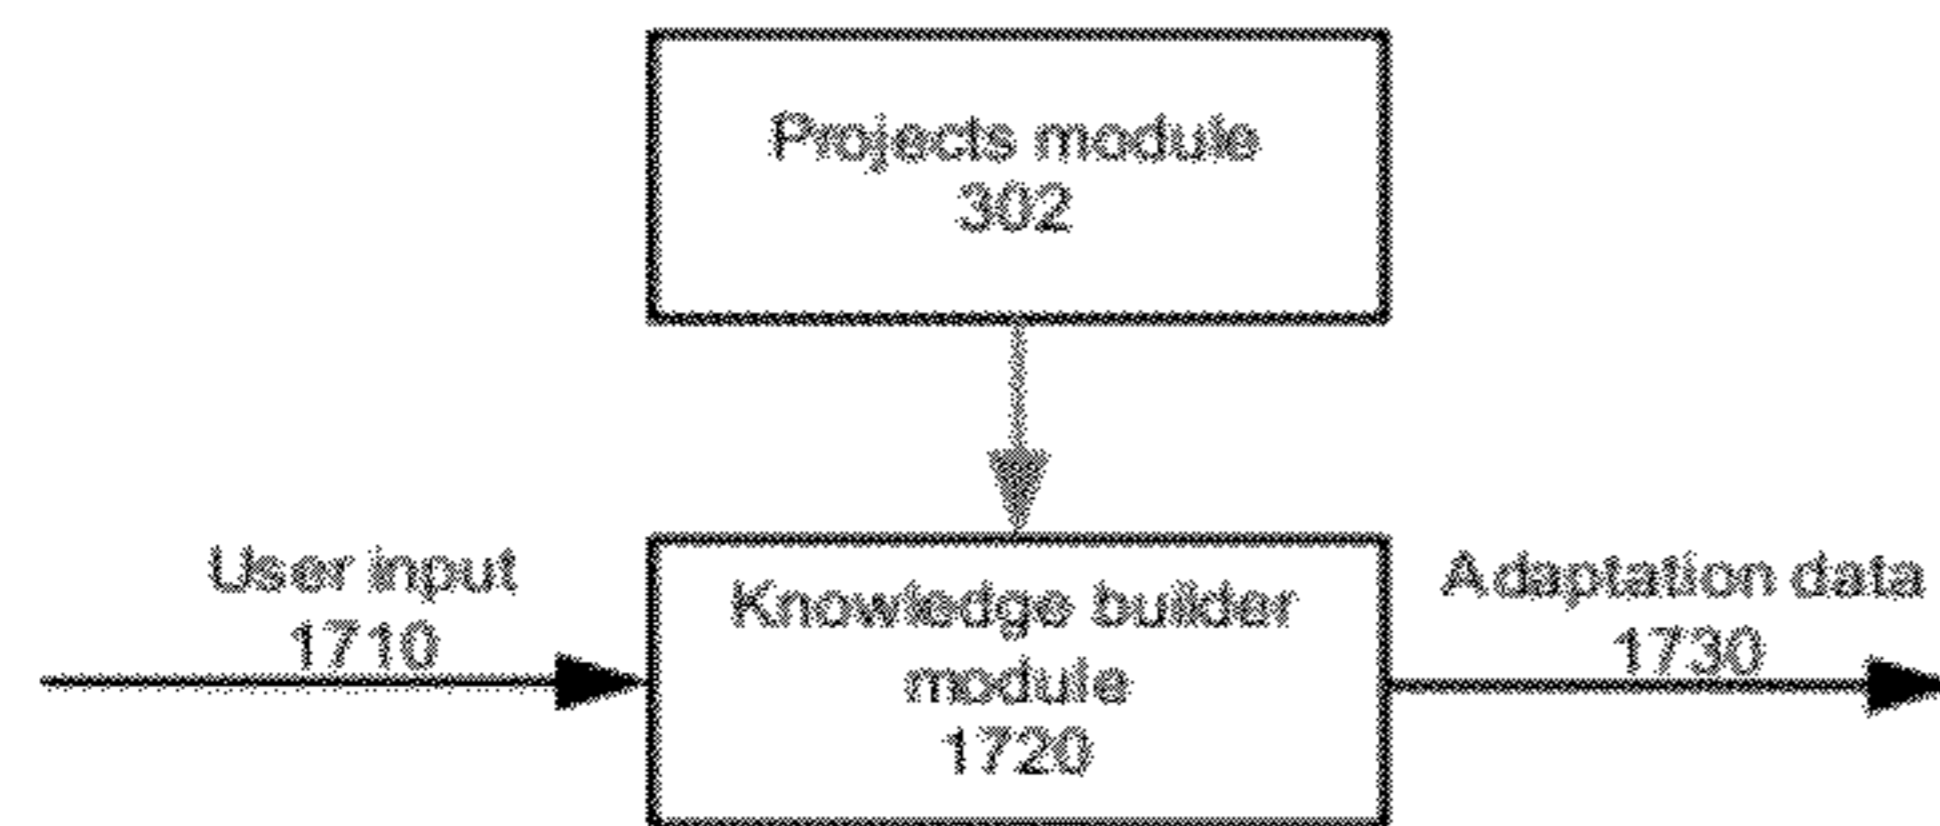 Projects module
302
User input
1710
Knowledge builder
module
1720
Adaptation data
1730